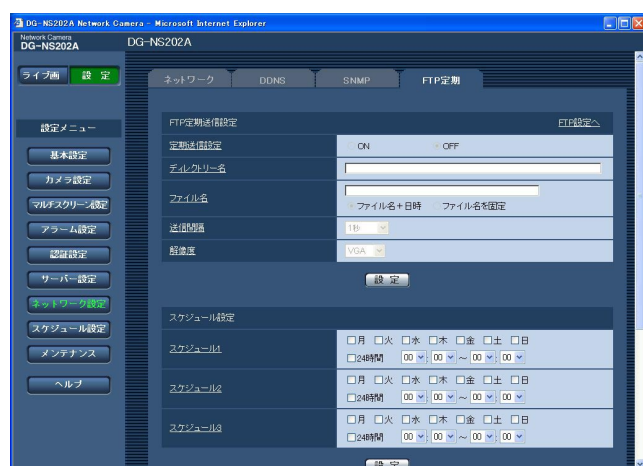 DG-NS202A Network Camera - Microsoft Internet Explorer
Network Camera
DG-NS202A
DG-NS202A
ライブ画 設 定
ネットワーク DDNS SNMP FTP定期
設定メニュー
基本設定
カメラ設定
マルチスクリーン設定
アラーム設定
認証設定
サーバー設定
ネットワーク設定
スケジュール設定
メンテナンス
ヘルプ
FTP定期送信設定 FTP設定へ
定期送信設定 ON OFF
ディレクトリー名
ファイル名
ファイル名+日時 ファイル名を固定
送信間隔 1秒
解像度 VGA
設 定
スケジュール設定
スケジュール1 月 火 水 木 金 土 日
24時間 00 : 00 ~ 00 : 00
スケジュール2 月 火 水 木 金 土 日
24時間 00 : 00 ~ 00 : 00
スケジュール3 月 火 水 木 金 土 日
24時間 00 : 00 ~ 00 : 00
設 定